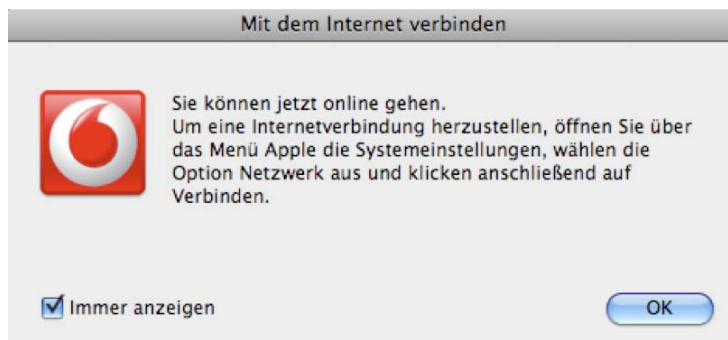 Mit dem Internet verbinden
Sie können jetzt online gehen.
Um eine Internetverbindung herzustellen, öffnen Sie über
das Menü Apple die Systemeinstellungen, wählen die
Option Netzwerk aus und klicken anschließend auf
Verbinden.
Immer anzeigen
OK